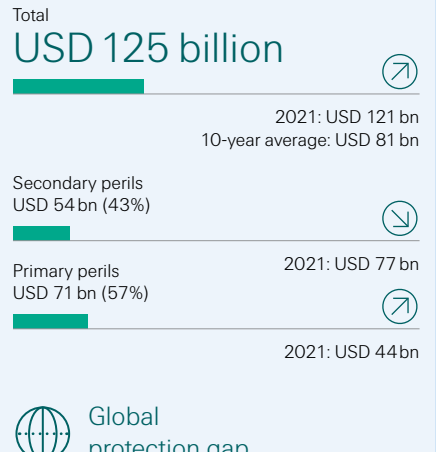 Total
USD 125 billion
2021: USD 121 bn
10-year average: USD 81 bn
Secondary perils
USD 54 bn (43%)
2021: USD 77 bn
Primary perils
USD 71 bn (57%)
2021: USD 44 bn
Global
protection gap